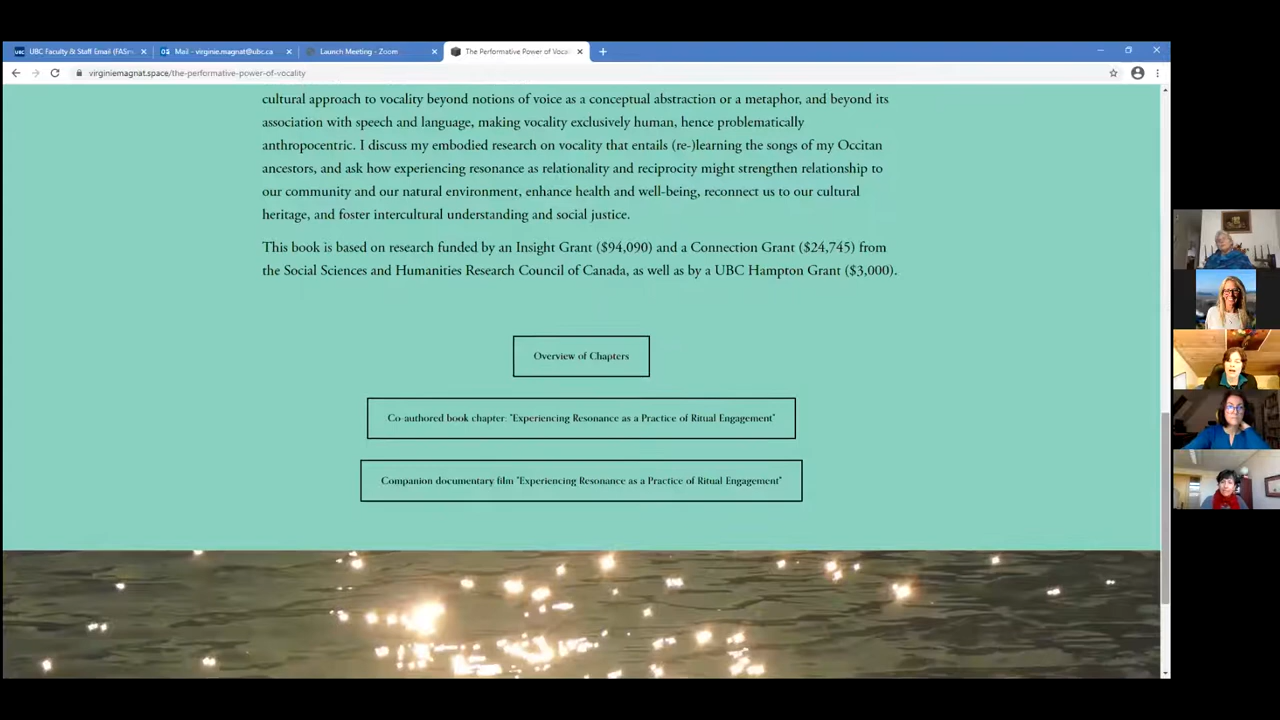 UBC Faculty & Staff Email (FASm
Mail - virginie.magnat@ubc.ca
Launch Meeting - Zoom
The Performative Power of Voca
virginiemagnat.space/the-performative-power-of-vocality
cultural approach to vocality beyond notions of voice as a conceptual abstraction or a metaphor, and beyond its
association with speech and language, making vocality exclusively human, hence problematically
anthropocentric. I discuss my embodied research on vocality that entails (re-)learning the songs of my Occitan
ancestors, and ask how experiencing resonance as relationality and reciprocity might strengthen relationship to
our community and our natural environment, enhance health and well-being, reconnect us to our cultural
heritage, and foster intercultural understanding and social justice.
This book is based on research funded by an Insight Grant ($94,090) and a Connection Grant ($24,745) from
the Social Sciences and Humanities Research Council of Canada, as well as by a UBC Hampton Grant ($3,000).
Overview of Chapters
Co-authored book chapter: "Experiencing Resonance as a Practice of Ritual Engagement"
Companion documentary film "Experiencing Resonance as a Practice of Ritual Engagement"